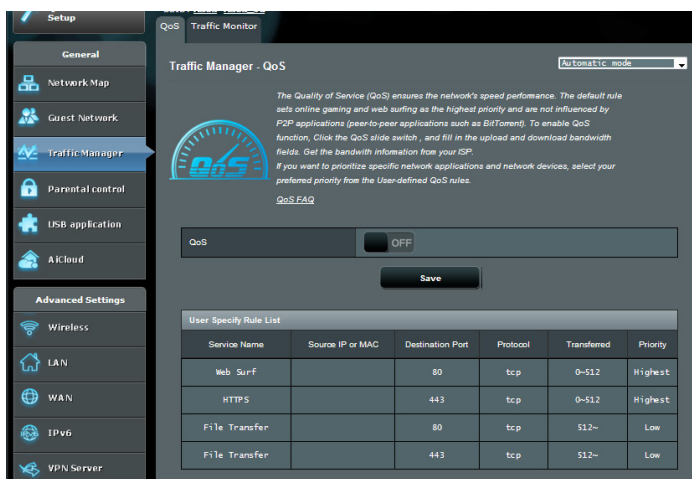 Setup
QoS Traffic Monitor
General
Network Map
Guest Network
Traffic Manager
Parental control
USB application
AiCloud
Advanced Settings
Wireless
LAN
WAN
IPv6
VPN Server
Traffic Manager - QoS
Automatic mode
The Quality of Service (QoS) ensures the network's speed performance. The default rule
sets online gaming and web surfing as the highest priority and are not influenced by
P2P applications (peer-to-peer applications such as BitTorrent). To enable QoS
function, Click the QoS slide switch , and fill in the upload and download bandwidth
fields. Get the bandwith information from your ISP.
If you want to prioritize specific network applications and network devices, select your
preferred priority from the User-defined QoS rules.
QoS FAQ
QoS
QoS OFF
Save
User Specify Rule List
Service Name Source IP or MAC Destination Port Protocol Transferred Priority
Web Surf 80 tcp 0~512 Highest
HTTPS 443 tcp 0~512 Highest
File Transfer 80 tcp 512~ Low
File Transfer 443 tcp 512~ Low